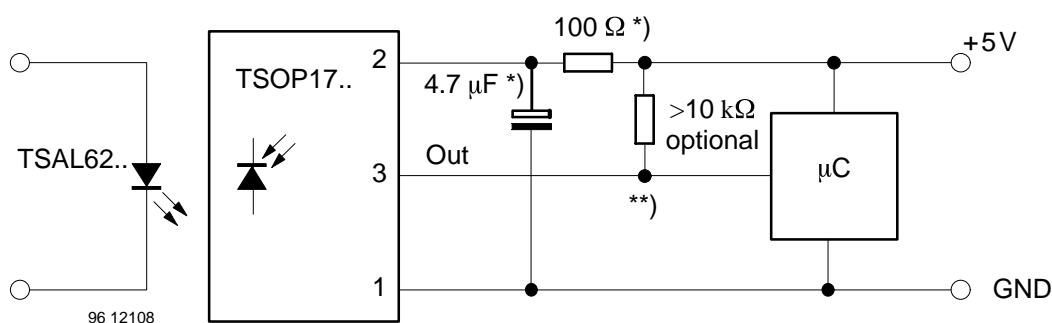 100 Ω *)
+5V
2
TSOP17..
4.7 μF *)
>10 kΩ
optional
TSAL62..
Out
3
μC
**)
1
GND
96 12108